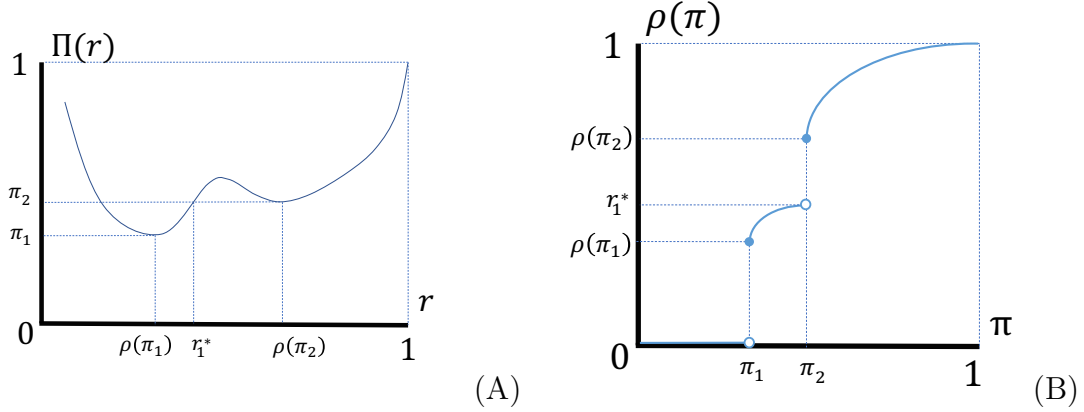 Π(r)
1
π₂
π₁
0
ρ(π₁) r₁* ρ(π₂)
1
r
(A)
ρ(π)
1
ρ(π₂)
r₁*
ρ(π₁)
0
π₁ π₂
1
π
(B)